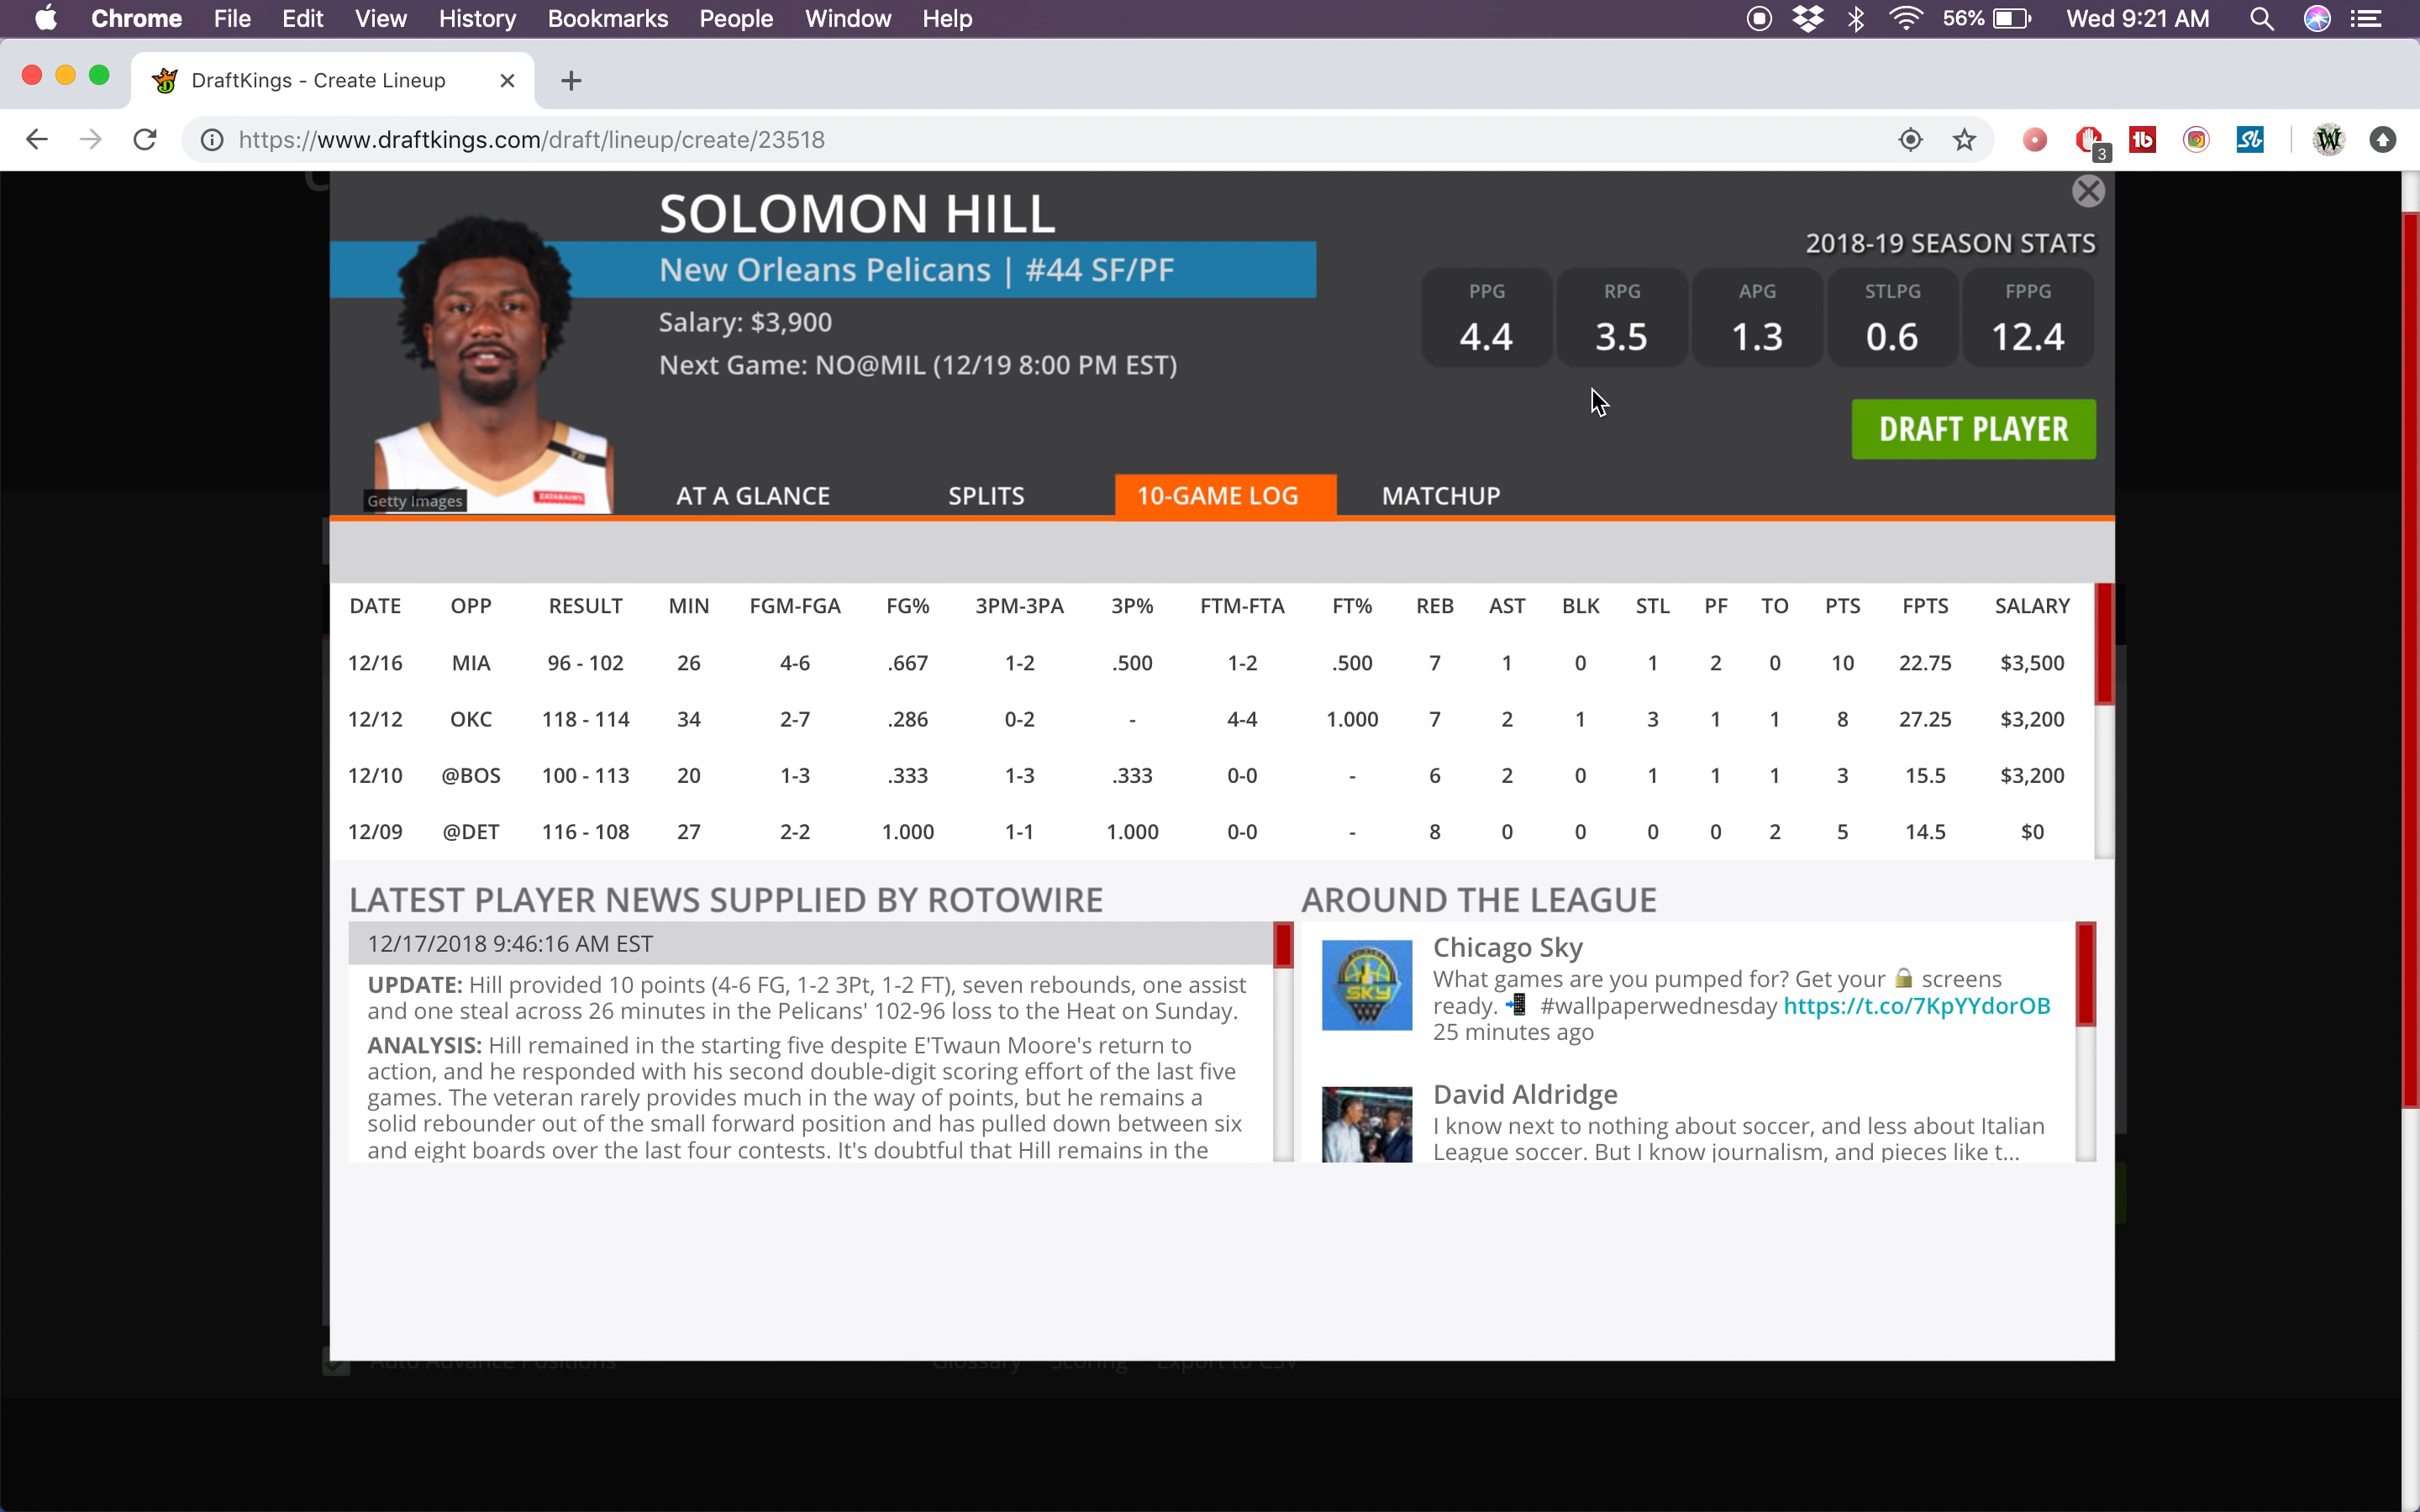 Chrome File Edit View History Bookmarks People Window Help 56% Wed 9:21 AM
DraftKings - Create Lineup
https://www.draftkings.com/draft/lineup/create/23518
3
SOLOMON HILL
New Orleans Pelicans | #44 SF/PF
Salary: $3,900
Next Game: NO@MIL (12/19 8:00 PM EST)
2018-19 SEASON STATS
PPG RPG APG STLPG FPPG
4.4 3.5 1.3 0.6 12.4
DRAFT PLAYER
Getty Images
AT A GLANCE SPLITS 10-GAME LOG MATCHUP
DATE OPP RESULT MIN FGM-FGA FG% 3PM-3PA 3P% FTM-FTA FT% REB AST BLK STL PF TO PTS FPTS SALARY
12/16 MIA 96 - 102 26 4-6 .667 1-2 .500 1-2 .500 7 1 0 1 2 0 10 22.75 $3,500
12/12 OKC 118 - 114 34 2-7 .286 0-2 - 4-4 1.000 7 2 1 3 1 1 8 27.25 $3,200
12/10 @BOS 100 - 113 20 1-3 .333 1-3 .333 0-0 - 6 2 0 1 1 1 3 15.5 $3,200
12/09 @DET 116 - 108 27 2-2 1.000 1-1 1.000 0-0 - 8 0 0 0 0 2 5 14.5 $0
LATEST PLAYER NEWS SUPPLIED BY ROTOWIRE
12/17/2018 9:46:16 AM EST
UPDATE: Hill provided 10 points (4-6 FG, 1-2 3Pt, 1-2 FT), seven rebounds, one assist
and one steal across 26 minutes in the Pelicans' 102-96 loss to the Heat on Sunday.
ANALYSIS: Hill remained in the starting five despite E'Twaun Moore's return to
action, and he responded with his second double-digit scoring effort of the last five
games. The veteran rarely provides much in the way of points, but he remains a
solid rebounder out of the small forward position and has pulled down between six
and eight boards over the last four contests. It's doubtful that Hill remains in the
AROUND THE LEAGUE
Chicago Sky
What games are you pumped for? Get your 🔒 screens
ready. 📲 #wallpaperwednesday https://t.co/7KpYYdorOB
25 minutes ago
David Aldridge
I know next to nothing about soccer, and less about Italian
League soccer. But I know journalism, and pieces like t...
Auto Advance Positions Glossary Scoring Export to CSV